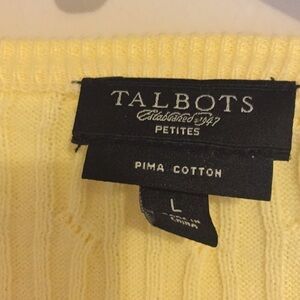 TALBOTS
Established 1947
PETITES
PIMA COTTON
L
MADE IN
CHINA